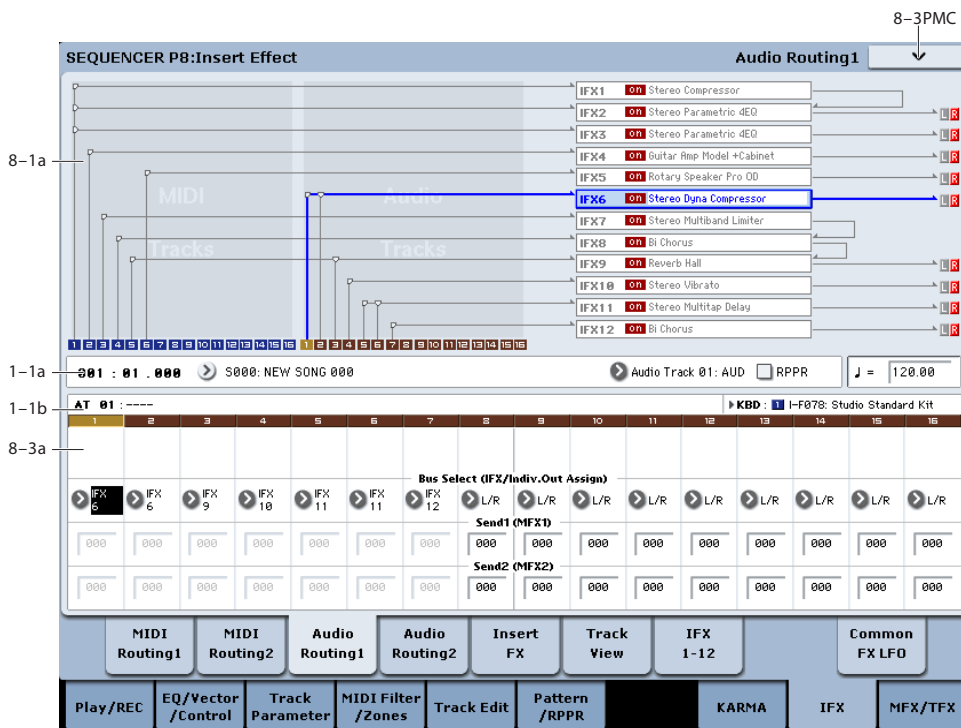 8-3PMC
SEQUENCER P8:Insert Effect
Audio Routing1
8-1a
MIDI Tracks
Audio Tracks
IFX1 on Stereo Compressor
IFX2 on Stereo Parametric 4EQ L R
IFX3 on Stereo Parametric 4EQ L R
IFX4 on Guitar Amp Model +Cabinet L R
IFX5 on Rotary Speaker Pro OD L R
IFX6 on Stereo Dyna Compressor L R
IFX7 on Stereo Multiband Limiter
IFX8 on Bi Chorus
IFX9 on Reverb Hall L R
IFX10 on Stereo Vibrato L R
IFX11 on Stereo Multitap Delay L R
IFX12 on Bi Chorus L R
1 2 3 4 5 6 7 8 9 10 11 12 13 14 15 16 1 2 3 4 5 6 7 8 9 10 11 12 13 14 15 16
1-1a
001 : 01 . 000 S000: NEW SONG 000 Audio Track 01: AUD RPPR ♩ = 120.00
1-1b
AT 01 :---- KBD : 1 I-F078: Studio Standard Kit
1 2 3 4 5 6 7 8 9 10 11 12 13 14 15 16
8-3a
Bus Select (IFX/Indiv.Out Assign)
IFX 6 IFX 6 IFX 9 IFX 10 IFX 11 IFX 11 IFX 12 L/R L/R L/R L/R L/R L/R L/R L/R L/R
Send1 (MFX1)
000 000 000 000 000 000 000 000 000 000 000 000 000 000 000 000
Send2 (MFX2)
000 000 000 000 000 000 000 000 000 000 000 000 000 000 000 000
MIDI Routing1 MIDI Routing2 Audio Routing1 Audio Routing2 Insert FX Track View IFX 1-12 Common FX LFO
Play/REC EQ/Vector /Control Track Parameter MIDI Filter /Zones Track Edit Pattern /RPPR KARMA IFX MFX/TFX